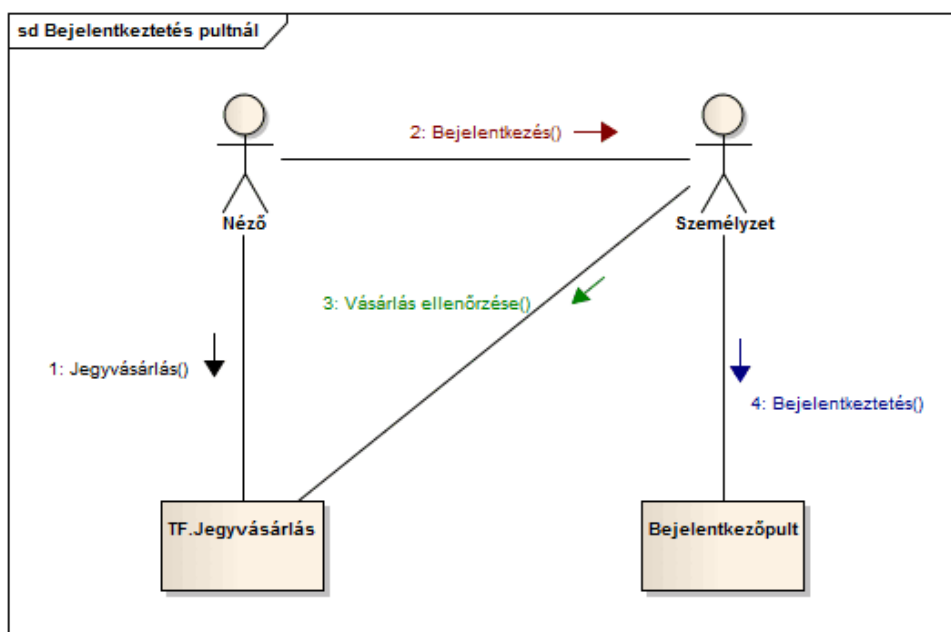 sd Bejelentkeztetés pultnál
2: Bejelentkezés()
Néző
Személyzet
3: Vásárlás ellenőrzése()
1: Jegyvásárlás()
4: Bejelentkeztetés()
TF.Jegyvásárlás
Bejelentkezőpult